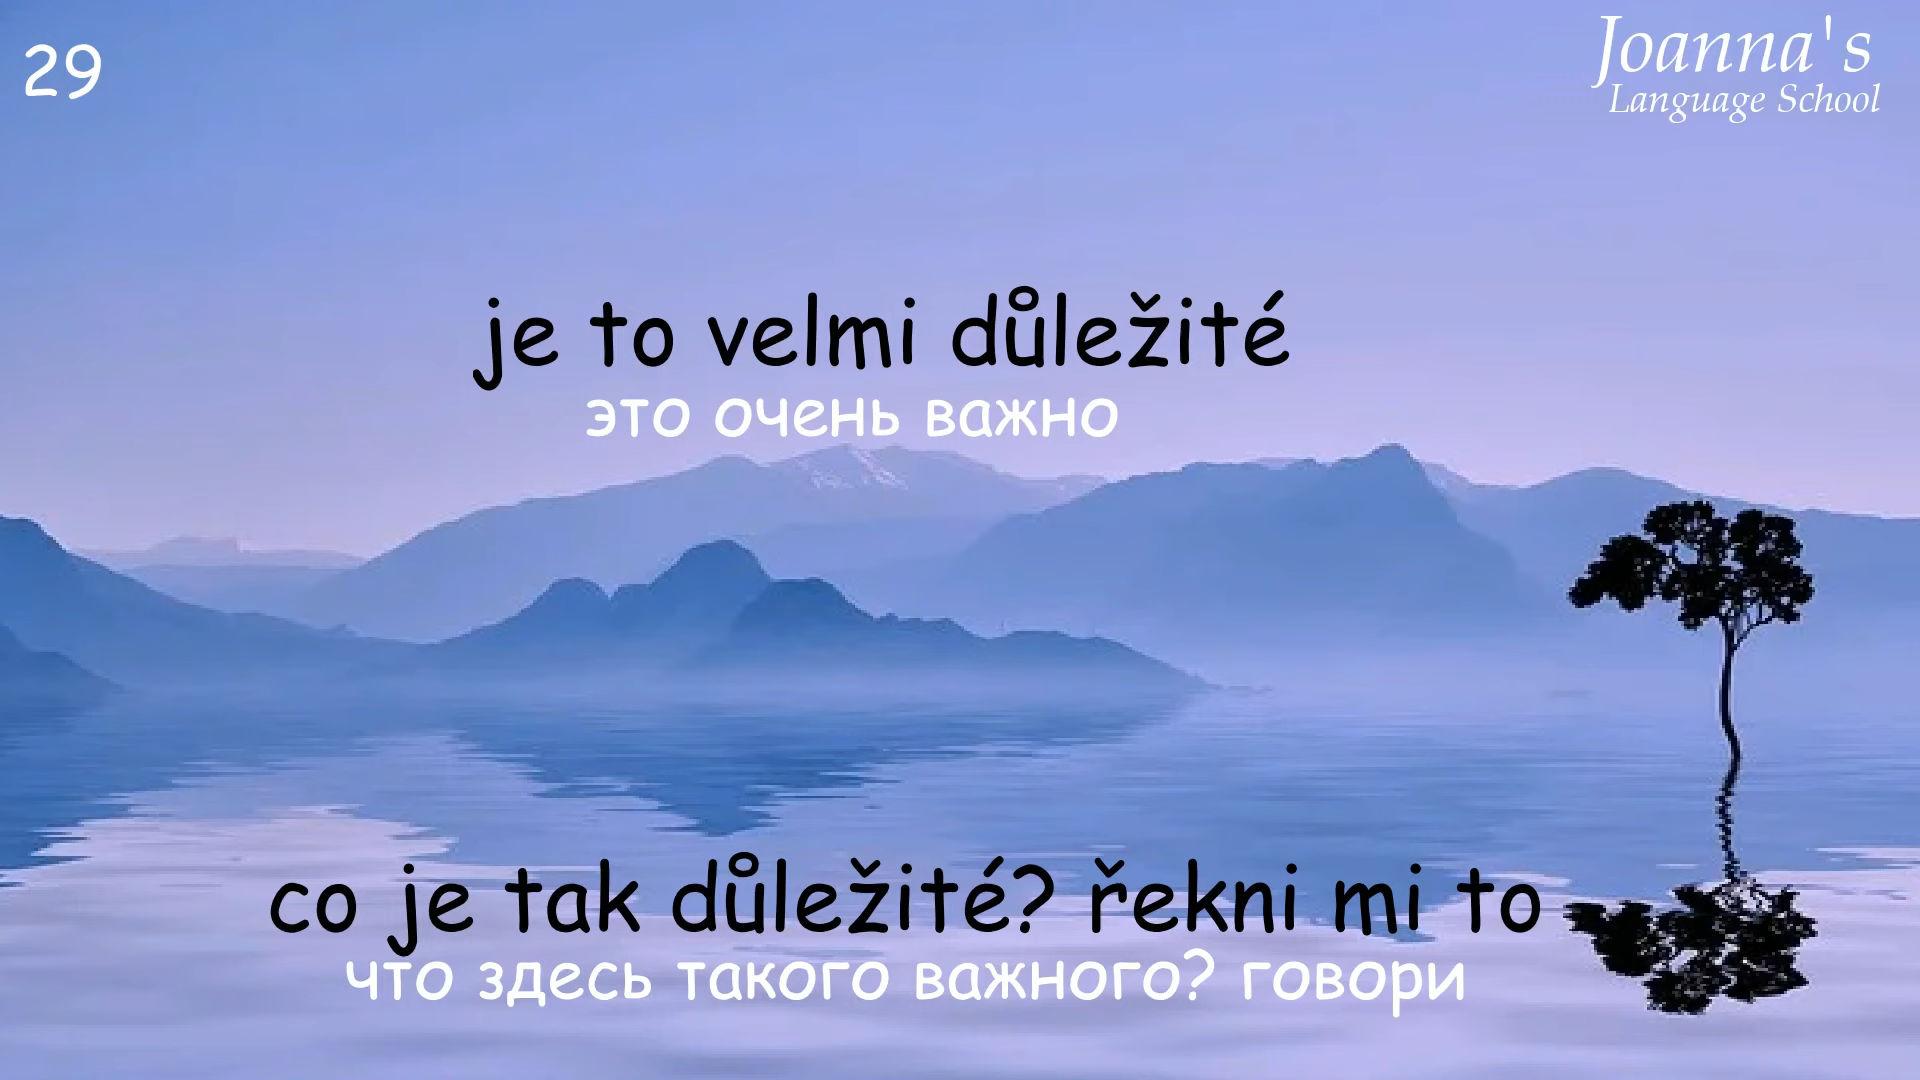 29
Joanna's
Language School
je to velmi důležité
это очень важно
co je tak důležité? řekni mi to
что здесь такого важного? говори